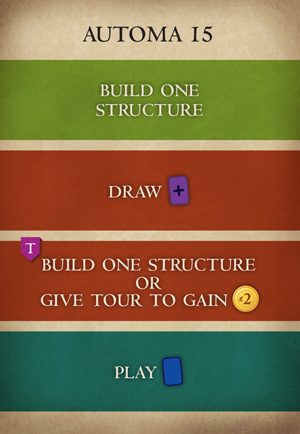 AUTOMA 15
BUILD ONE
STRUCTURE
DRAW +
T
BUILD ONE STRUCTURE
OR
GIVE TOUR TO GAIN 2
PLAY